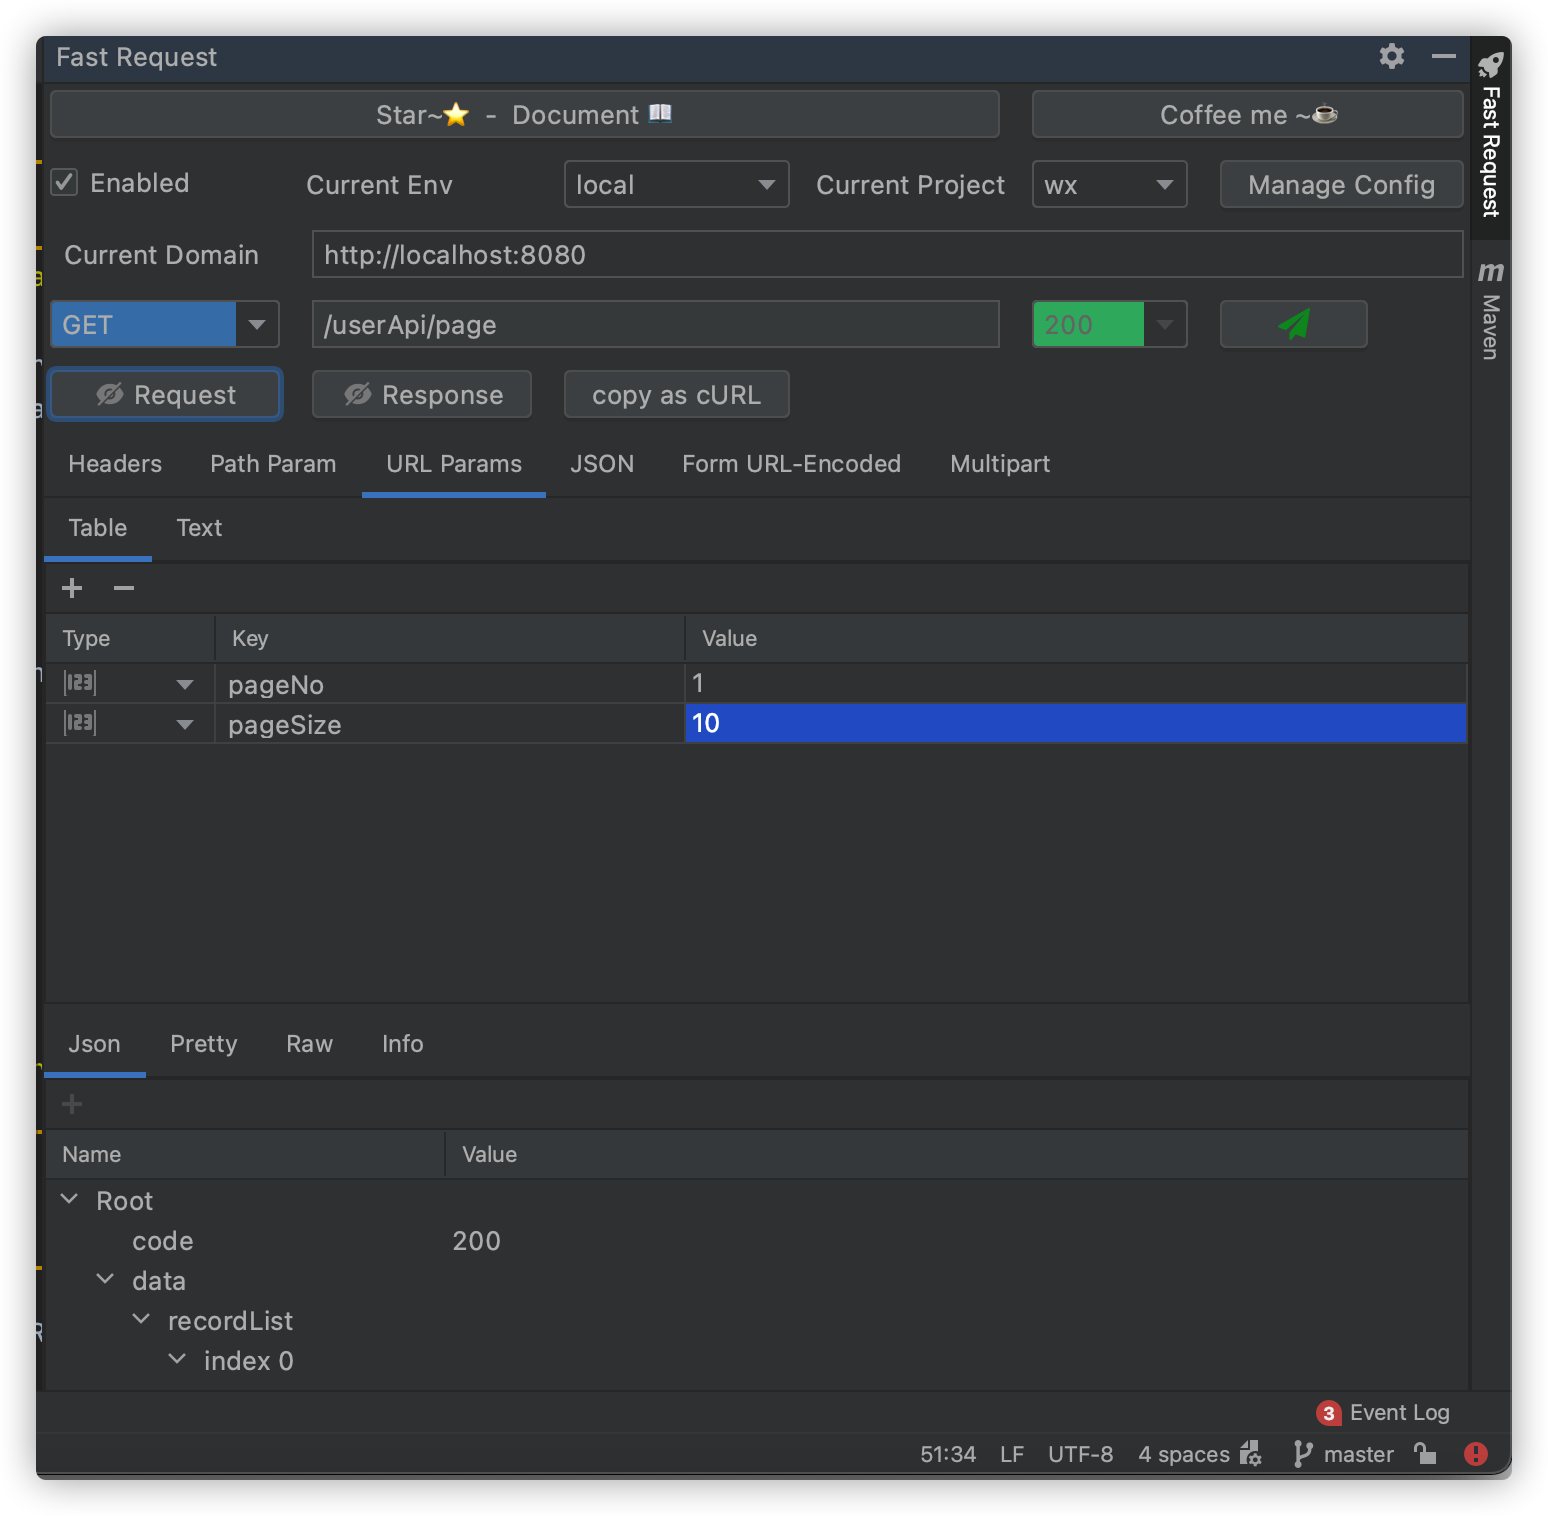 Fast Request
Star~⭐ - Document 📖 Coffee me ~☕
Enabled Current Env local Current Project wx Manage Config
Current Domain http://localhost:8080
GET /userApi/page 200
Request Response copy as cURL
Headers Path Param URL Params JSON Form URL-Encoded Multipart
Table Text
Type Key Value
123 pageNo 1
123 pageSize 10
Json Pretty Raw Info
Name Value
Root
code 200
data
recordList
index 0
3 Event Log
51:34 LF UTF-8 4 spaces master
Fast Request
m Maven